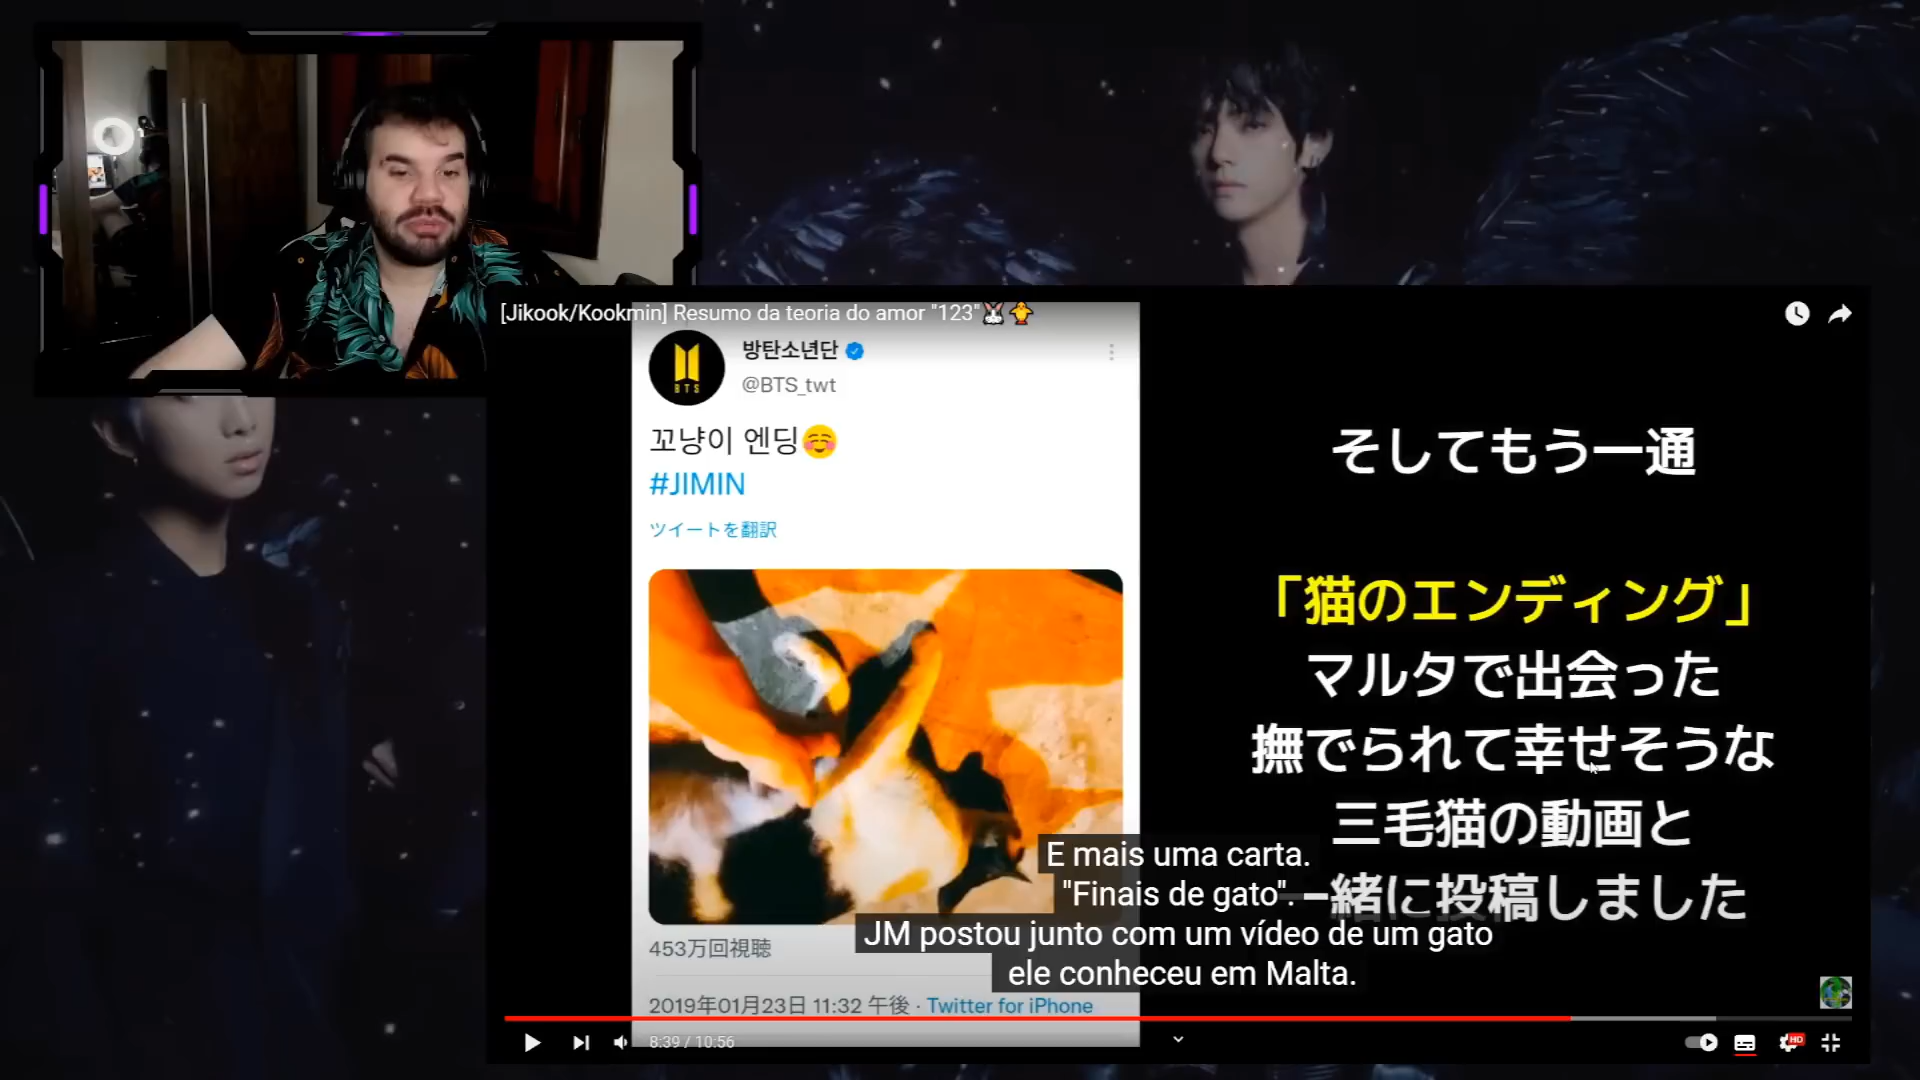 [Jikook/Kookmin] Resumo da teoria do amor "123"🐰🐥
방탄소년단
BTS
@BTS_twt
꼬냥이 엔딩☺️
#JIMIN
ツイートを翻訳
453万回視聴
2019年01月23日 11:32 午後 · Twitter for iPhone
そしてもう一通
「猫のエンディング」
マルタで出会った
撫でられて幸せそうな
三毛猫の動画と
一緒に投稿しました
E mais uma carta.
"Finais de gato".
JM postou junto com um vídeo de um gato
ele conheceu em Malta.
8:39 / 10:56
HD